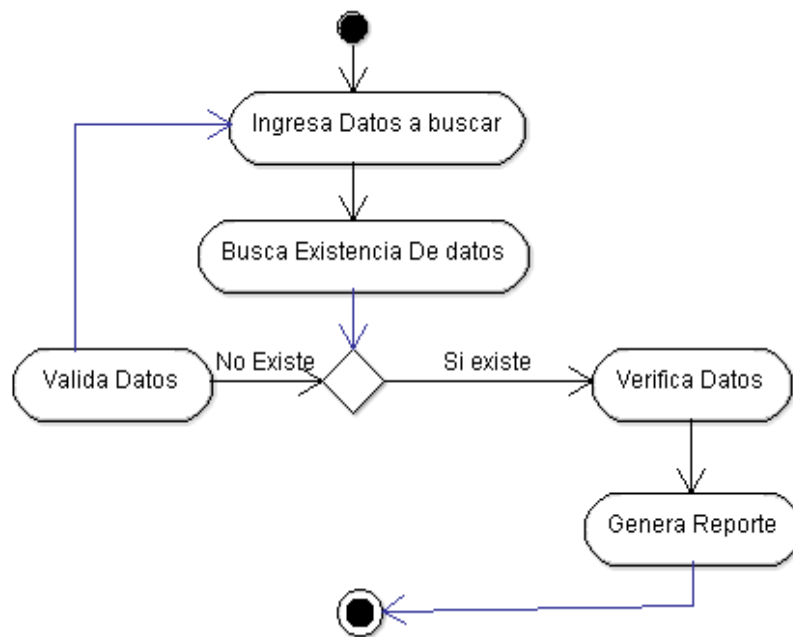 Ingresa Datos a buscar
Busca Existencia De datos
Valida Datos
No Existe
Si existe
Verifica Datos
Genera Reporte